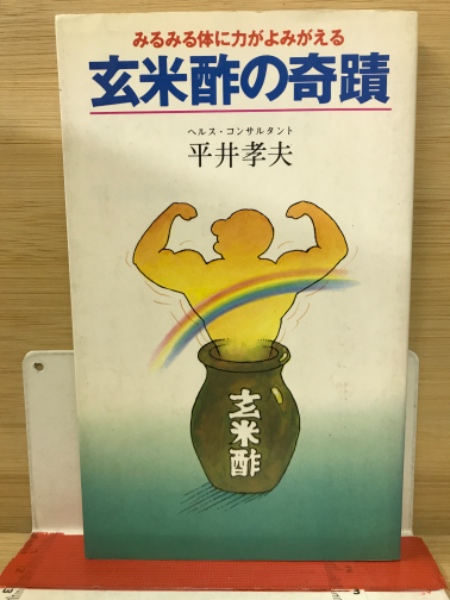 みるみる体に力がよみがえる
玄米酢の奇蹟
ヘルス・コンサルタント
平井孝夫
玄米酢